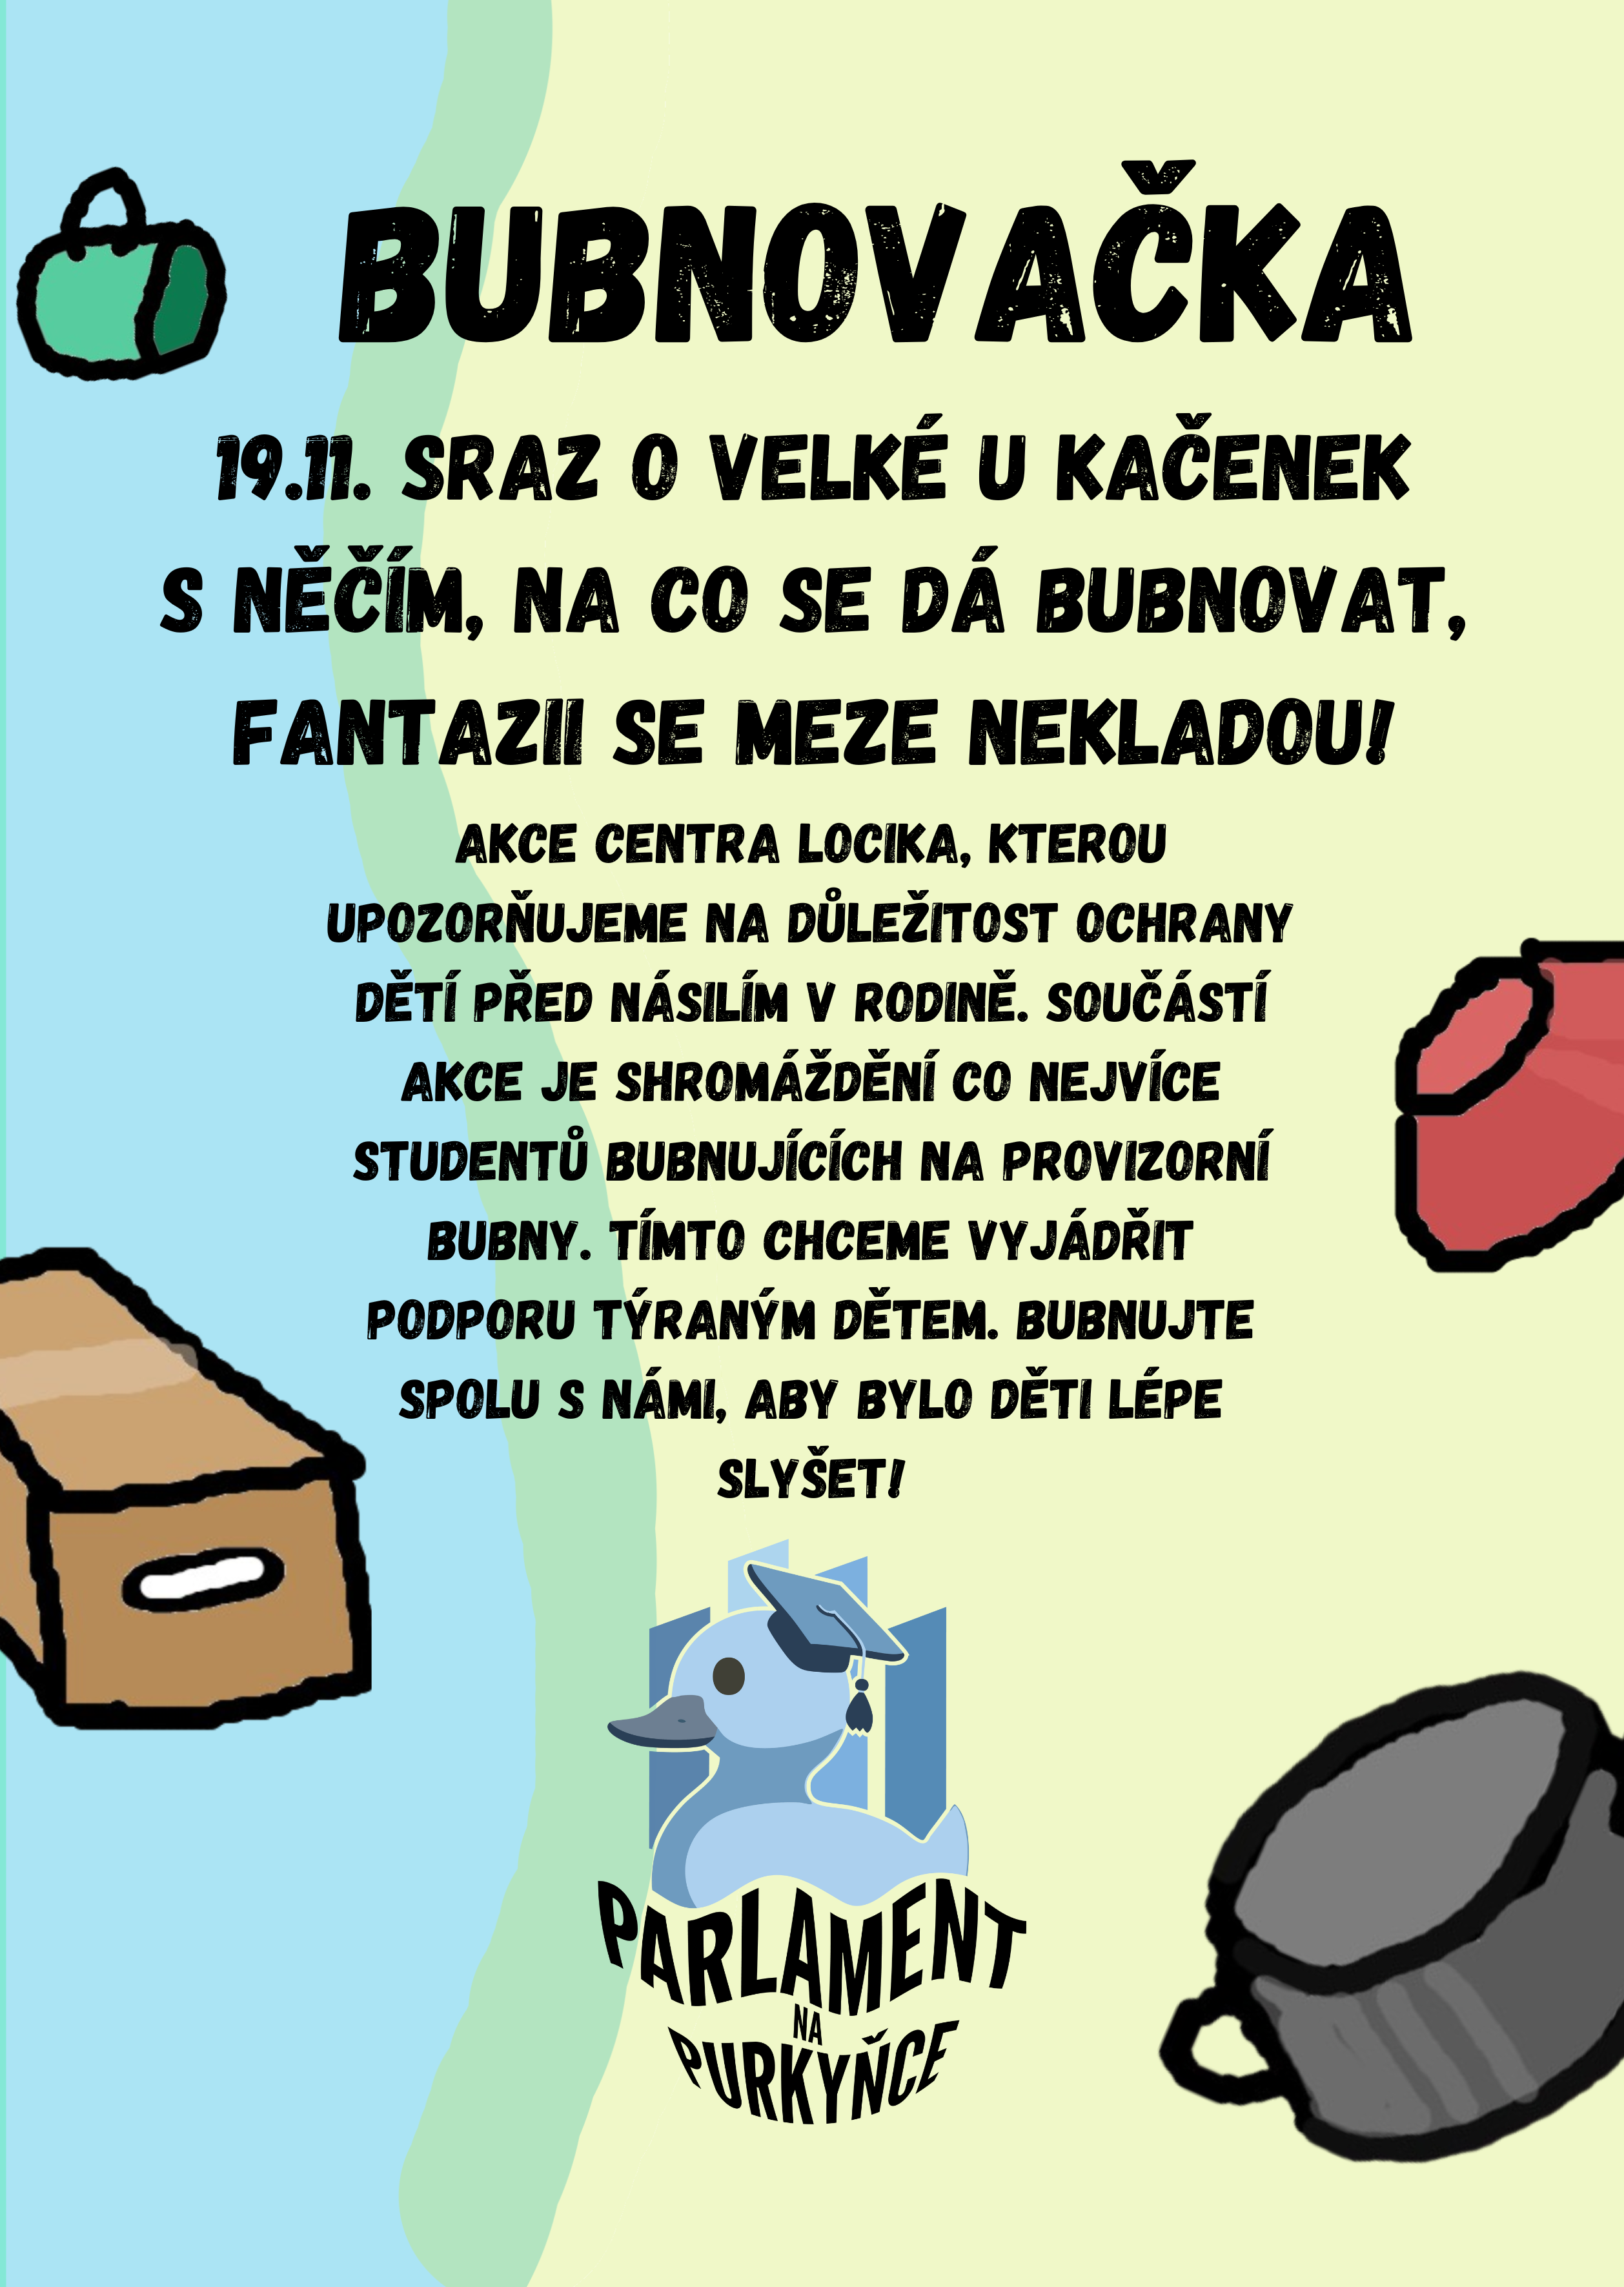 BUBNOVAČKA
19.11. SRAZ O VELKÉ U KAČENEK
S NĚČÍM, NA CO SE DÁ BUBNOVAT,
FANTAZII SE MEZE NEKLADOU!
AKCE CENTRA LOCIKA, KTEROU
UPOZORŇUJEME NA DŮLEŽITOST OCHRANY
DĚTÍ PŘED NÁSILÍM V RODINĚ. SOUČÁSTÍ
AKCE JE SHROMÁŽDĚNÍ CO NEJVÍCE
STUDENTŮ BUBNUJÍCÍCH NA PROVIZORNÍ
BUBNY. TÍMTO CHCEME VYJÁDŘIT
PODPORU TÝRANÝM DĚTEM. BUBNUJTE
SPOLU S NÁMI, ABY BYLO DĚTI LÉPE
SLYŠET!
PARLAMENT
NA
PURKYŇCE